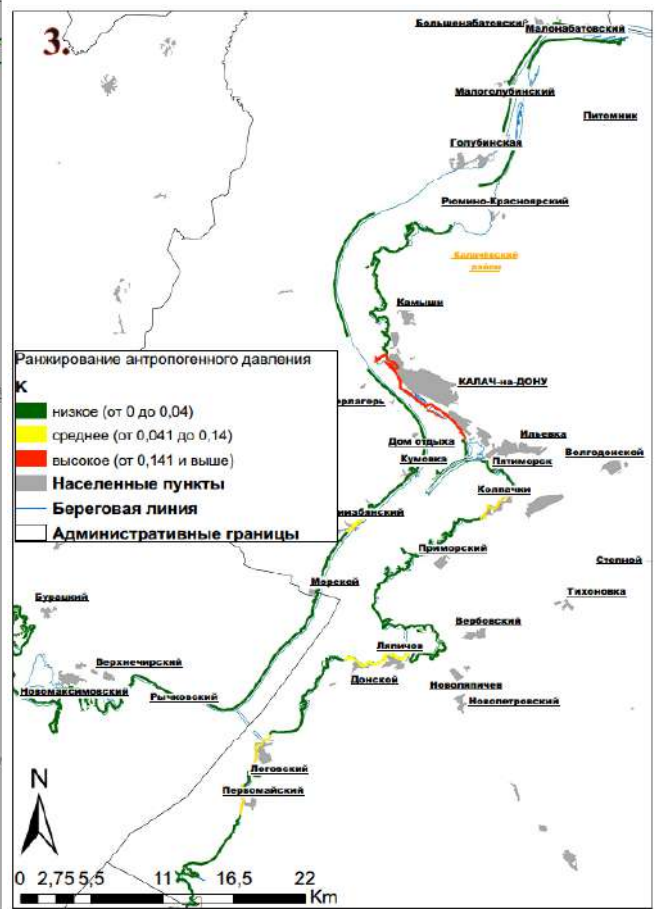 3.
Большенабатовский
Малонабатовский
Малоголубинский
Питомник
Голубинская
Рюмино-Красноярский
Калачевский
район
Камыши
Ранжирование антропогенного давления
К
низкое (от 0 до 0,04)
среднее (от 0,041 до 0,14)
высокое (от 0,141 и выше)
Населенные пункты
Береговая линия
Административные границы
КАЛАЧ-на-ДОНУ
Дом отдыха
Ильевка
Кумовка
Пятиморск
Волгодонской
Колпачки
Приморский
Степной
Морской
Тихоновка
Бурацкий
Вербовский
Ляпичов
Верхнечирский
Донской
Новоляпичев
Новомаксимовский
Рычковский
Новопетровский
Логовский
Первомайский
N
0 2,75 5,5 11 16,5 22
Km